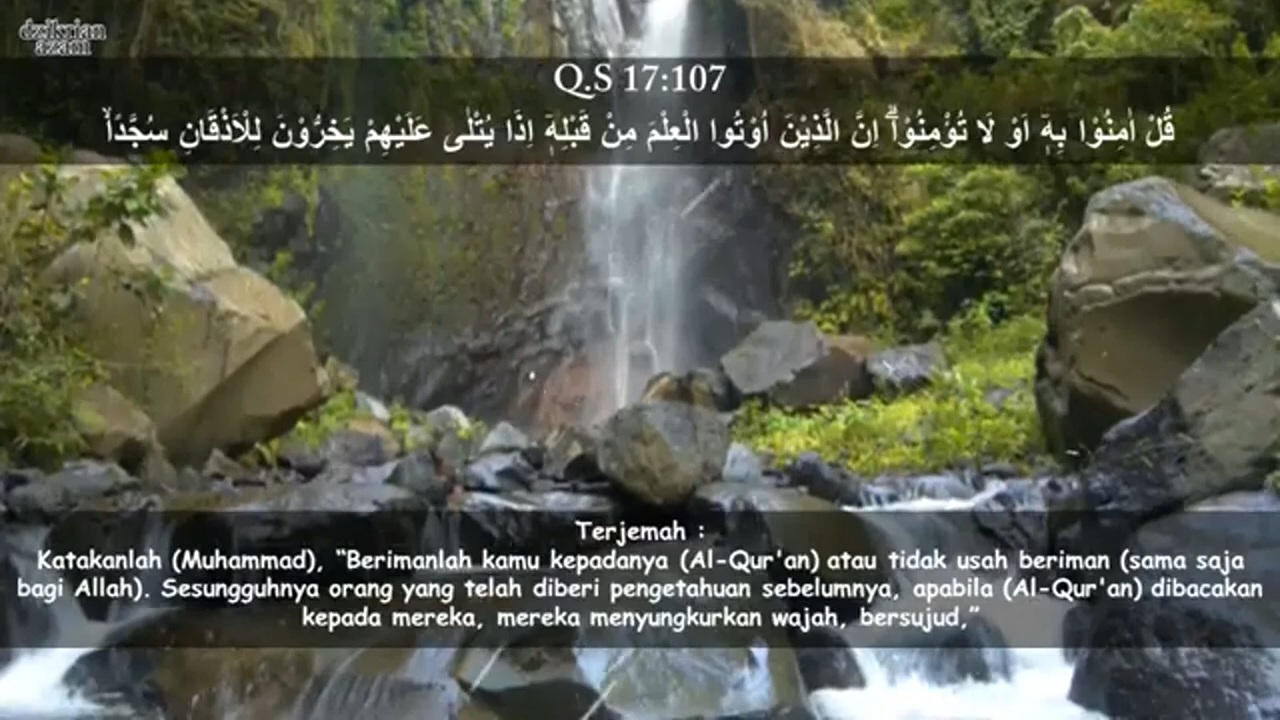 dzikrian
azam
Q.S 17:107
قُلْ اٰمِنُوْا بِهٖٓ اَوْ لَا تُؤْمِنُوْاۗ اِنَّ الَّذِيْنَ اُوْتُوا الْعِلْمَ مِنْ قَبْلِهٖٓ اِذَا يُتْلٰى عَلَيْهِمْ يَخِرُّوْنَ لِلْاَذْقَانِ سُجَّدًاۙ
Terjemah :
Katakanlah (Muhammad), “Berimanlah kamu kepadanya (Al-Qur'an) atau tidak usah beriman (sama saja
bagi Allah). Sesungguhnya orang yang telah diberi pengetahuan sebelumnya, apabila (Al-Qur'an) dibacakan
kepada mereka, mereka menyungkurkan wajah, bersujud,”